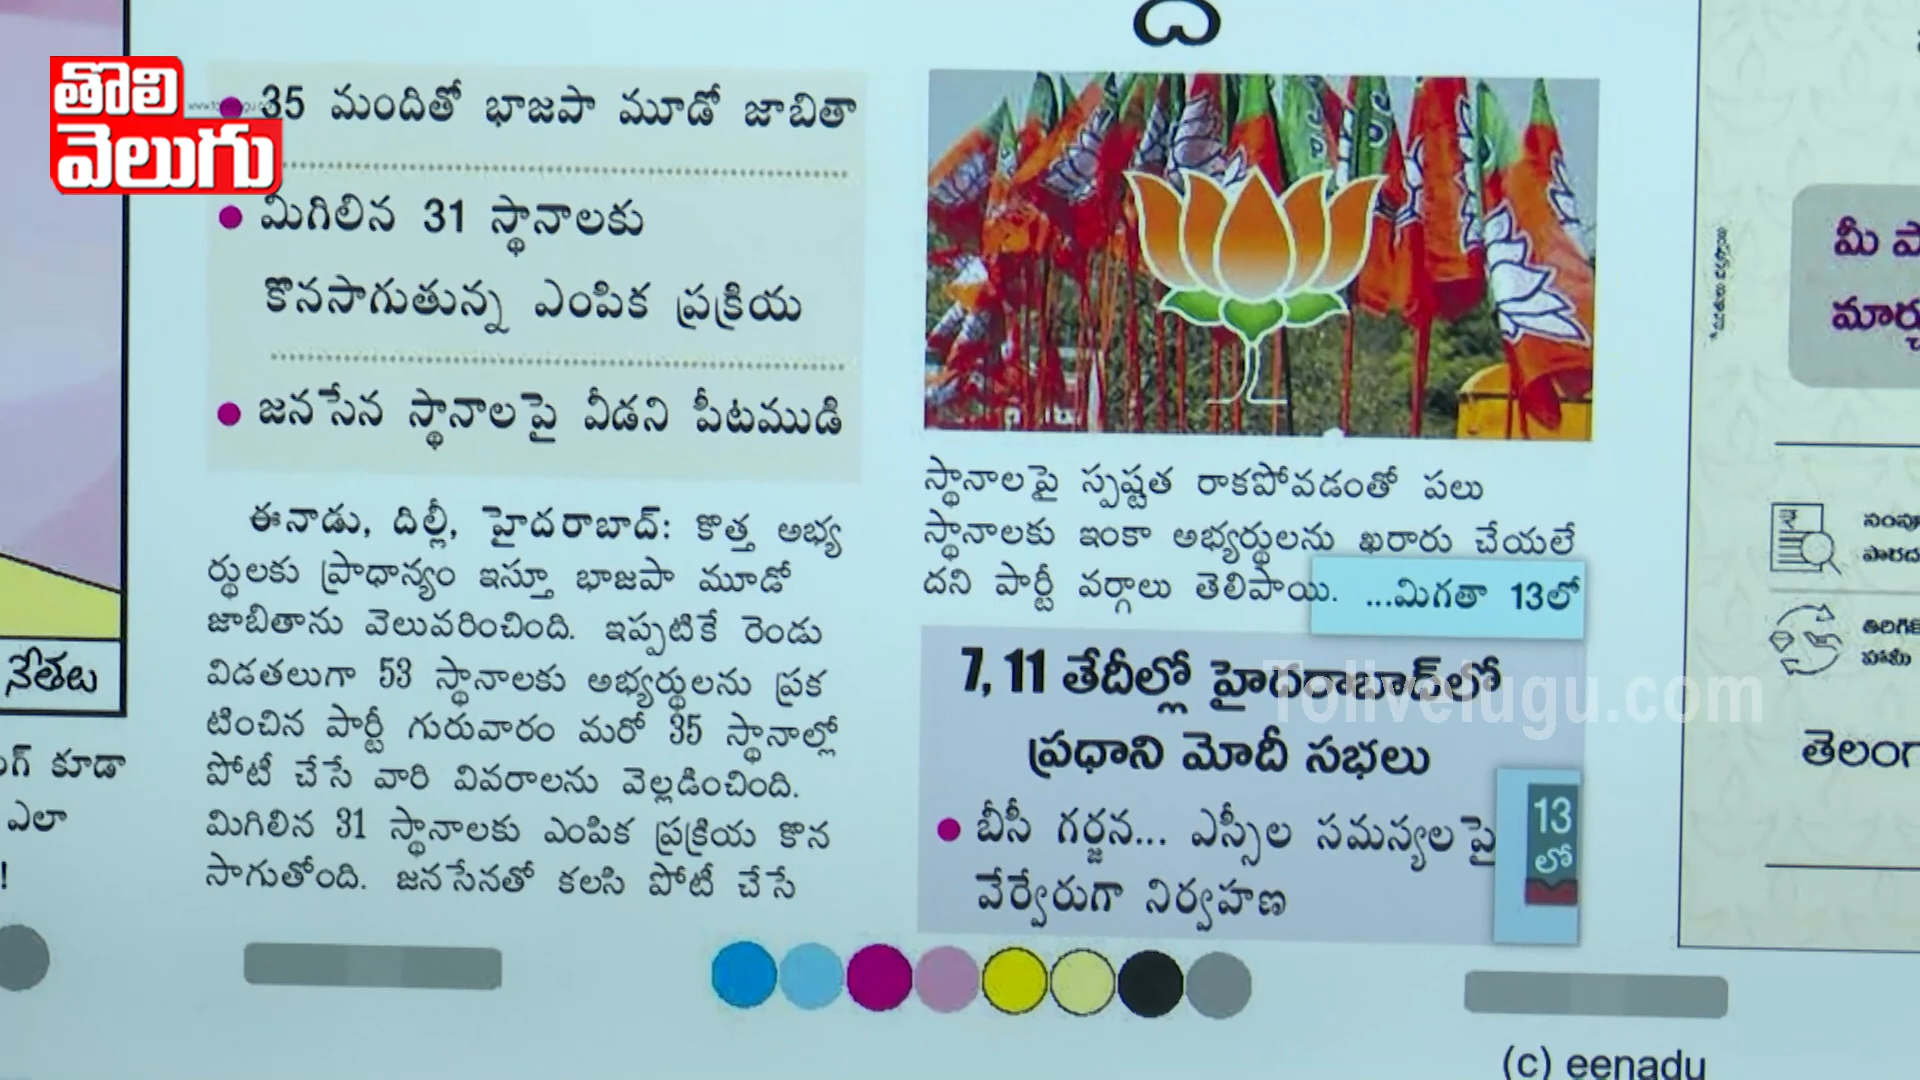 ది
తొలి
వెలుగు
35 మందితో భాజపా మూడో జాబితా
మిగిలిన 31 స్థానాలకు
కొనసాగుతున్న ఎంపిక ప్రక్రియ
జనసేన స్థానాలపై వీడని పీటముడి
ఈనాడు, దిల్లీ, హైదరాబాద్: కొత్త అభ్య
ర్థులకు ప్రాధాన్యం ఇస్తూ భాజపా మూడో
జాబితాను వెలువరించింది. ఇప్పటికే రెండు
విడతలుగా 53 స్థానాలకు అభ్యర్థులను ప్రక
టించిన పార్టీ గురువారం మరో 35 స్థానాల్లో
పోటీ చేసే వారి వివరాలను వెల్లడించింది.
మిగిలిన 31 స్థానాలకు ఎంపిక ప్రక్రియ కొన
సాగుతోంది. జనసేనతో కలసి పోటీ చేసే
స్థానాలపై స్పష్టత రాకపోవడంతో పలు
స్థానాలకు ఇంకా అభ్యర్థులను ఖరారు చేయలే
దని పార్టీ వర్గాలు తెలిపాయి. ...మిగతా 13లో
7, 11 తేదీల్లో హైదరాబాద్‌లో
ప్రధాని మోదీ సభలు
బీసీ గర్జన... ఎస్సీల సమస్యలపై
వేర్వేరుగా నిర్వహణ
13
లో
Tolivelugu.com
నేతలు
కూడా
ఎలా
!
మీ
తెలంగ
(c) eenadu